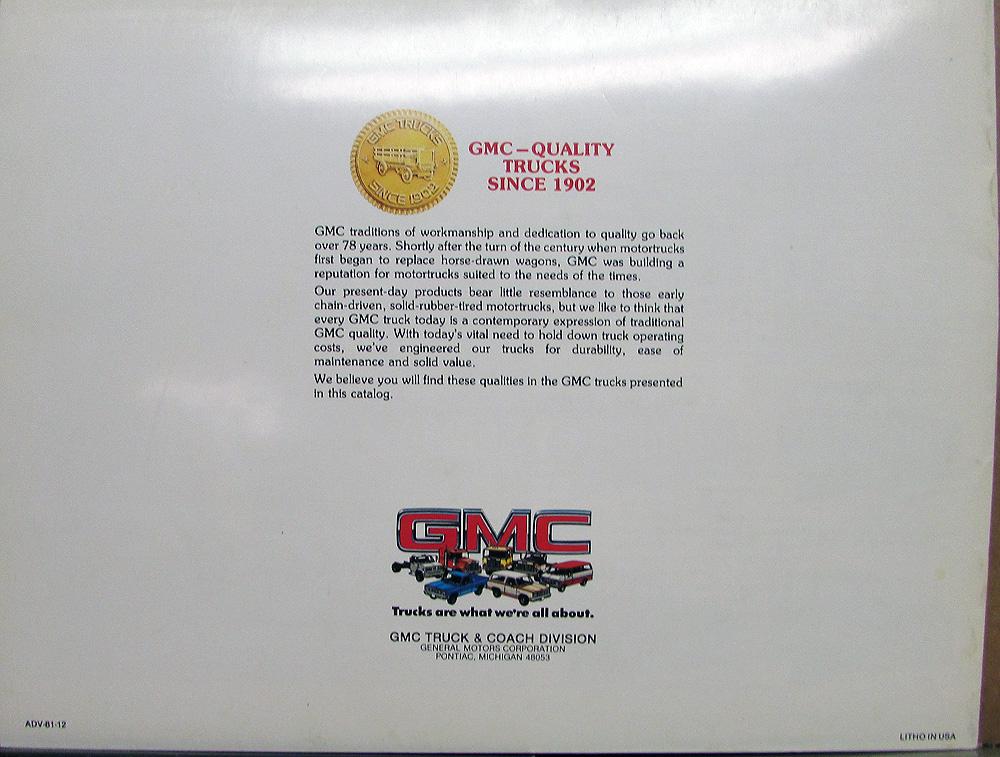 GMC TRUCKS
SINCE 1902
GMC – QUALITY
TRUCKS
SINCE 1902
GMC traditions of workmanship and dedication to quality go back
over 78 years. Shortly after the turn of the century when motortrucks
first began to replace horse-drawn wagons, GMC was building a
reputation for motortrucks suited to the needs of the times.
Our present-day products bear little resemblance to those early
chain-driven, solid-rubber-tired motortrucks, but we like to think that
every GMC truck today is a contemporary expression of traditional
GMC quality. With today's vital need to hold down truck operating
costs, we've engineered our trucks for durability, ease of
maintenance and solid value.
We believe you will find these qualities in the GMC trucks presented
in this catalog.
GMC
Trucks are what we're all about.
GMC TRUCK & COACH DIVISION
GENERAL MOTORS CORPORATION
PONTIAC, MICHIGAN 48053
ADV-81-12
LITHO IN USA